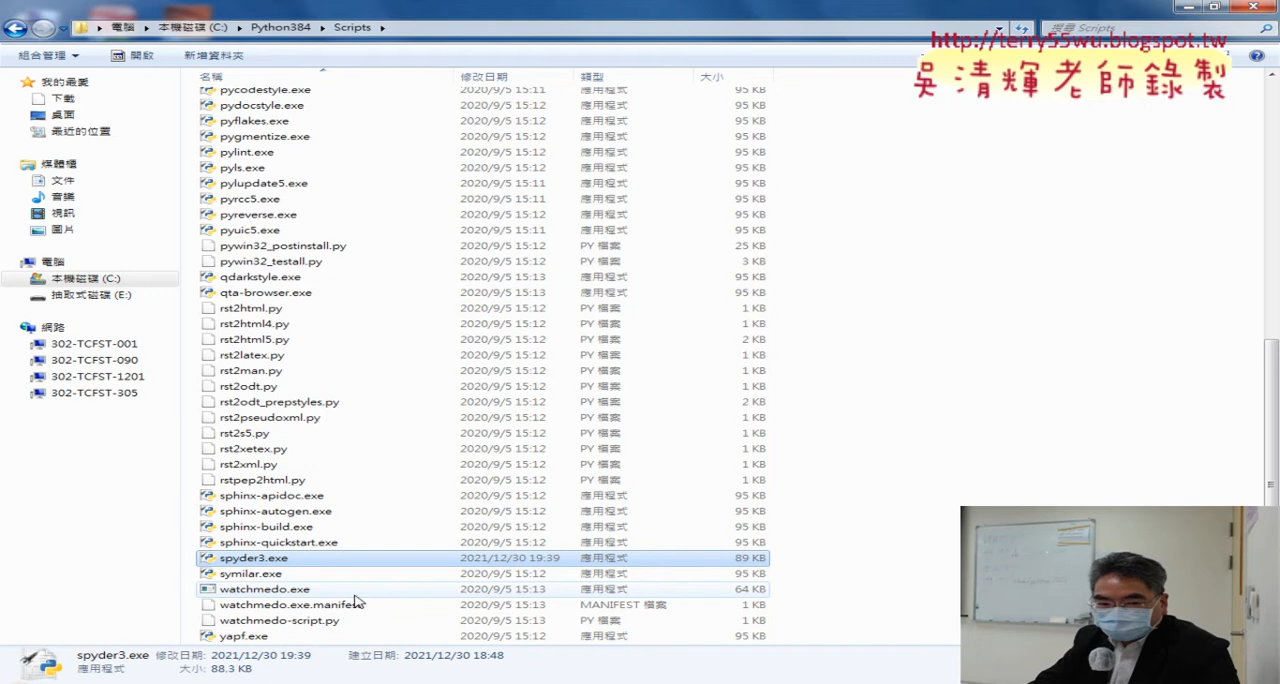 電腦 ▸ 本機磁碟 (C:) ▸ Python384 ▸ Scripts ▸
搜尋 Scripts
http://terry55wu.blogspot.tw
吳清輝老師錄製
組合管理 開啟 新增資料夾
名稱 修改日期 類型 大小
我的最愛
下載
桌面
最近的位置
媒體櫃
文件
音樂
視訊
圖片
電腦
本機磁碟 (C:)
抽取式磁碟 (E:)
網路
302-TCFST-001
302-TCFST-090
302-TCFST-1201
302-TCFST-305
pycodestyle.exe 2020/9/5 15:11 應用程式 95 KB
pydocstyle.exe 2020/9/5 15:11 應用程式 95 KB
pyflakes.exe 2020/9/5 15:11 應用程式 95 KB
pygmentize.exe 2020/9/5 15:12 應用程式 95 KB
pylint.exe 2020/9/5 15:12 應用程式 95 KB
pyls.exe 2020/9/5 15:12 應用程式 95 KB
pylupdate5.exe 2020/9/5 15:11 應用程式 95 KB
pyrcc5.exe 2020/9/5 15:11 應用程式 95 KB
pyreverse.exe 2020/9/5 15:12 應用程式 95 KB
pyuic5.exe 2020/9/5 15:11 應用程式 95 KB
pywin32_postinstall.py 2020/9/5 15:11 PY 檔案 25 KB
pywin32_testall.py 2020/9/5 15:12 PY 檔案 3 KB
qdarkstyle.exe 2020/9/5 15:13 應用程式 95 KB
qta-browser.exe 2020/9/5 15:13 應用程式 95 KB
rst2html.py 2020/9/5 15:12 PY 檔案 1 KB
rst2html4.py 2020/9/5 15:12 PY 檔案 1 KB
rst2html5.py 2020/9/5 15:12 PY 檔案 2 KB
rst2latex.py 2020/9/5 15:12 PY 檔案 1 KB
rst2man.py 2020/9/5 15:12 PY 檔案 1 KB
rst2odt.py 2020/9/5 15:12 PY 檔案 1 KB
rst2odt_prepstyles.py 2020/9/5 15:12 PY 檔案 2 KB
rst2pseudoxml.py 2020/9/5 15:12 PY 檔案 1 KB
rst2s5.py 2020/9/5 15:12 PY 檔案 1 KB
rst2xetex.py 2020/9/5 15:12 PY 檔案 1 KB
rst2xml.py 2020/9/5 15:12 PY 檔案 1 KB
rstpep2html.py 2020/9/5 15:12 PY 檔案 1 KB
sphinx-apidoc.exe 2020/9/5 15:12 應用程式 95 KB
sphinx-autogen.exe 2020/9/5 15:12 應用程式 95 KB
sphinx-build.exe 2020/9/5 15:12 應用程式 95 KB
sphinx-quickstart.exe 2020/9/5 15:12 應用程式 95 KB
spyder3.exe 2021/12/30 19:39 應用程式 89 KB
symilar.exe 2020/9/5 15:12 應用程式 95 KB
watchmedo.exe 2020/9/5 15:13 應用程式 64 KB
watchmedo.exe.manifest 2020/9/5 15:13 MANIFEST 檔案 1 KB
watchmedo-script.py 2020/9/5 15:13 PY 檔案 1 KB
yapf.exe 2020/9/5 15:12 應用程式 95 KB
spyder3.exe 修改日期: 2021/12/30 19:39 建立日期: 2021/12/30 18:48
應用程式 大小: 88.3 KB